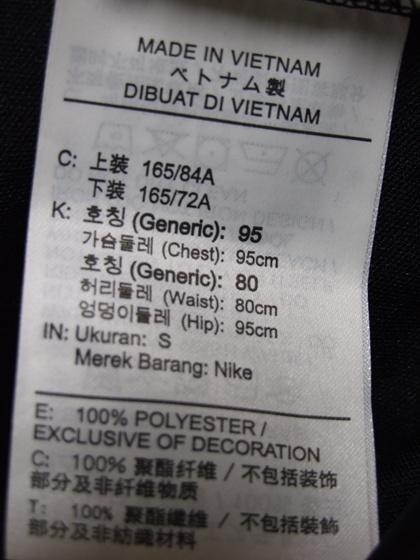 MADE IN VIETNAM
ベトナム製
DIBUAT DI VIETNAM
C: 上装 165/84A
下装 165/72A
K: 호칭 (Generic): 95
가슴둘레 (Chest): 95cm
호칭 (Generic): 80
허리둘레 (Waist): 80cm
엉덩이둘레 (Hip): 95cm
IN: Ukuran: S
Merek Barang: Nike
E: 100% POLYESTER /
EXCLUSIVE OF DECORATION
C: 100% 聚酯纤维 / 不包括装饰
部分及非纤维物质
T: 100% 聚酯纖維 / 不包括裝飾
部分及非紡織材料